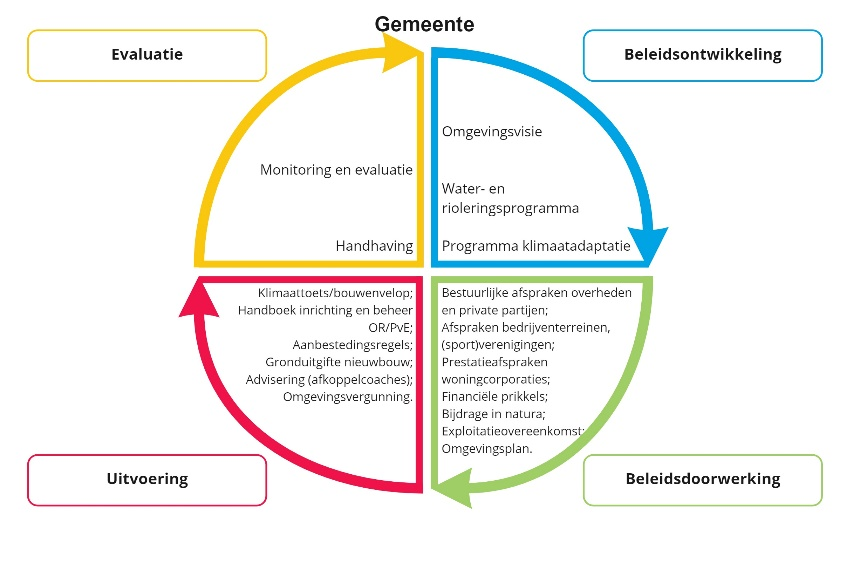 Gemeente
Evaluatie
Beleidsontwikkeling
Omgevingsvisie
Monitoring en evaluatie
Water- en
rioleringsprogramma
Handhaving
Programma klimaatadaptatie
Klimaattoets/bouwenvelop;
Handboek inrichting en beheer
OR/PvE;
Aanbestedingsregels;
Gronduitgifte nieuwbouw;
Advisering (afkoppelcoaches);
Omgevingsvergunning.
Bestuurlijke afspraken overheden
en private partijen;
Afspraken bedrijventerreinen,
(sport)verenigingen;
Prestatieafspraken
woningcorporaties;
Financiële prikkels;
Bijdrage in natura;
Exploitatieovereenkomst;
Omgevingsplan.
Uitvoering
Beleidsdoorwerking